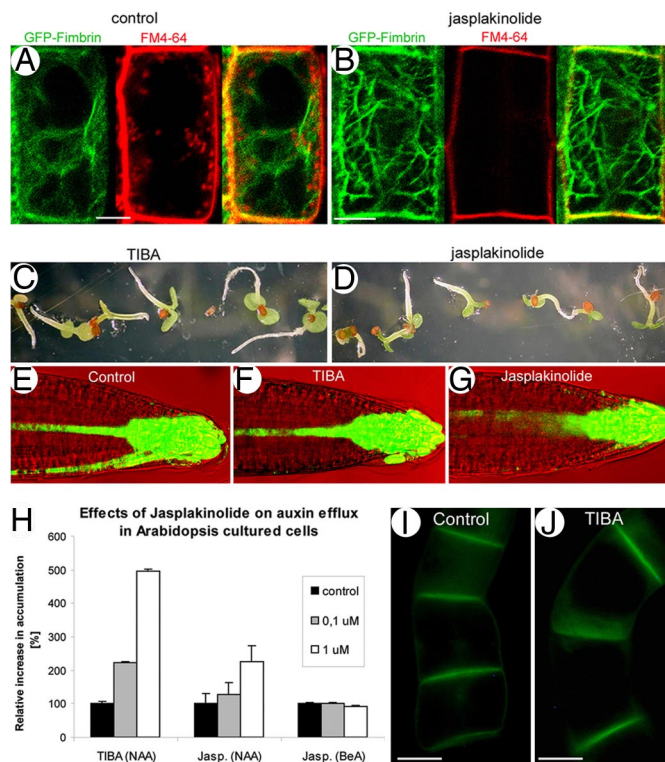 control
jasplakinolide
GFP-Fimbrin
FM4-64
GFP-Fimbrin
FM4-64
A
B
TIBA
jasplakinolide
C
D
Control
TIBA
Jasplakinolide
E
F
G
H
Effects of Jasplakinolide on auxin efflux
in Arabidopsis cultured cells
Relative increase in accumulation
[%]
600
500
400
300
200
100
0
control
0,1 uM
1 uM
TIBA (NAA)
Jasp. (NAA)
Jasp. (BeA)
I
Control
J
TIBA